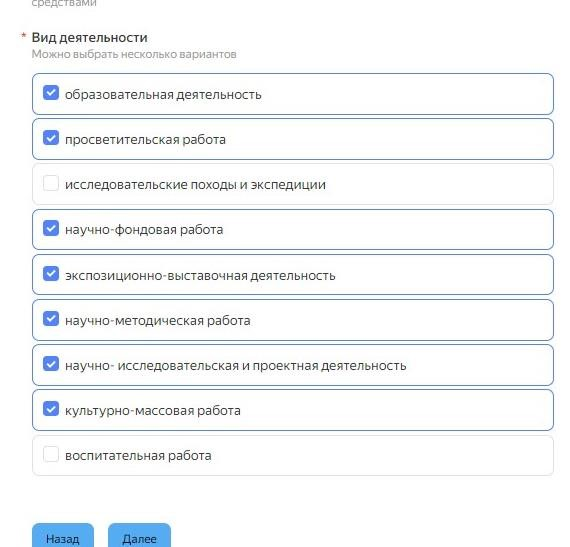 средствами
* Вид деятельности
Можно выбрать несколько вариантов
образовательная деятельность
просветительская работа
исследовательские походы и экспедиции
научно-фондовая работа
экспозиционно-выставочная деятельность
научно-методическая работа
научно- исследовательская и проектная деятельность
культурно-массовая работа
воспитательная работа
Назад Далее